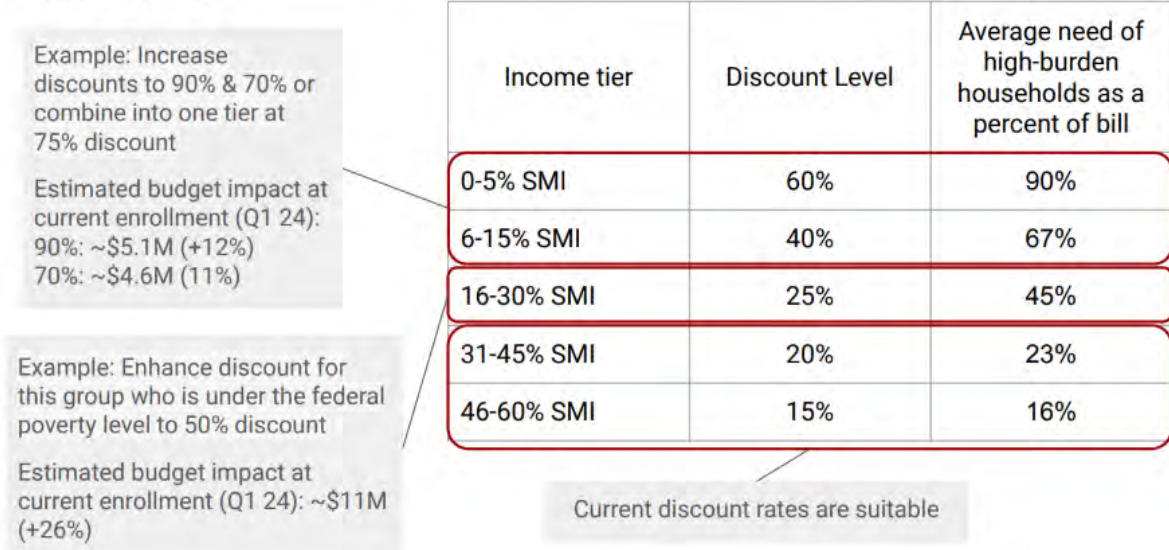 Example: Increase
discounts to 90% & 70% or
combine into one tier at
75% discount
Estimated budget impact at
current enrollment (Q1 24):
90%: ~$5.1M (+12%)
70%: ~$4.6M (11%)
Example: Enhance discount for
this group who is under the federal
poverty level to 50% discount
Estimated budget impact at
current enrollment (Q1 24): ~$11M
(+26%)
Income tier
Discount Level
Average need of
high-burden
households as a
percent of bill
0-5% SMI 60% 90%
6-15% SMI 40% 67%
16-30% SMI 25% 45%
31-45% SMI 20% 23%
46-60% SMI 15% 16%
Current discount rates are suitable